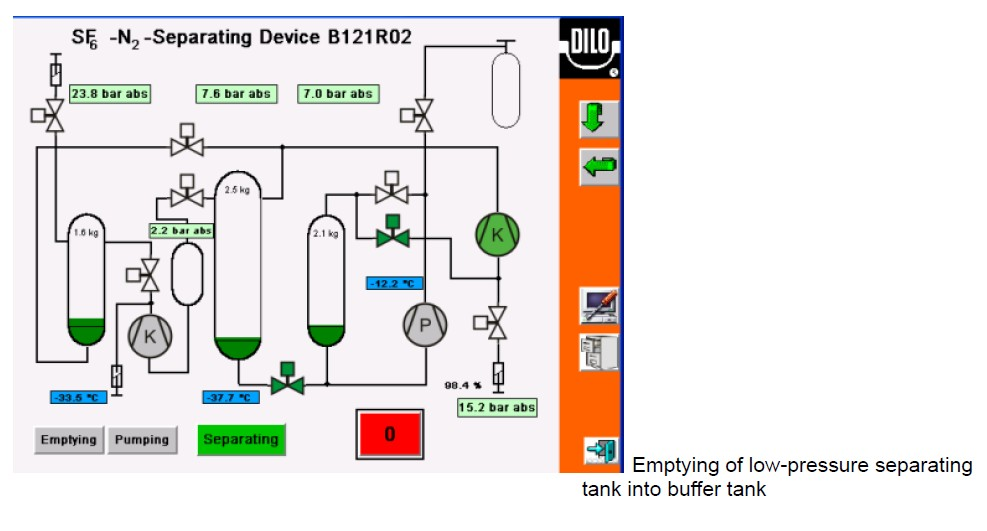 SF6 -N2 -Separating Device B121R02
DILO
23.8 bar abs
7.6 bar abs
7.0 bar abs
2.5 kg
1.6 kg
2.2 bar abs
2.1 kg
K
-12.2 °C
P
K
98.4 %
-33.5 °C
-37.7 °C
15.2 bar abs
Emptying
Pumping
Separating
0
Emptying of low-pressure separating
tank into buffer tank